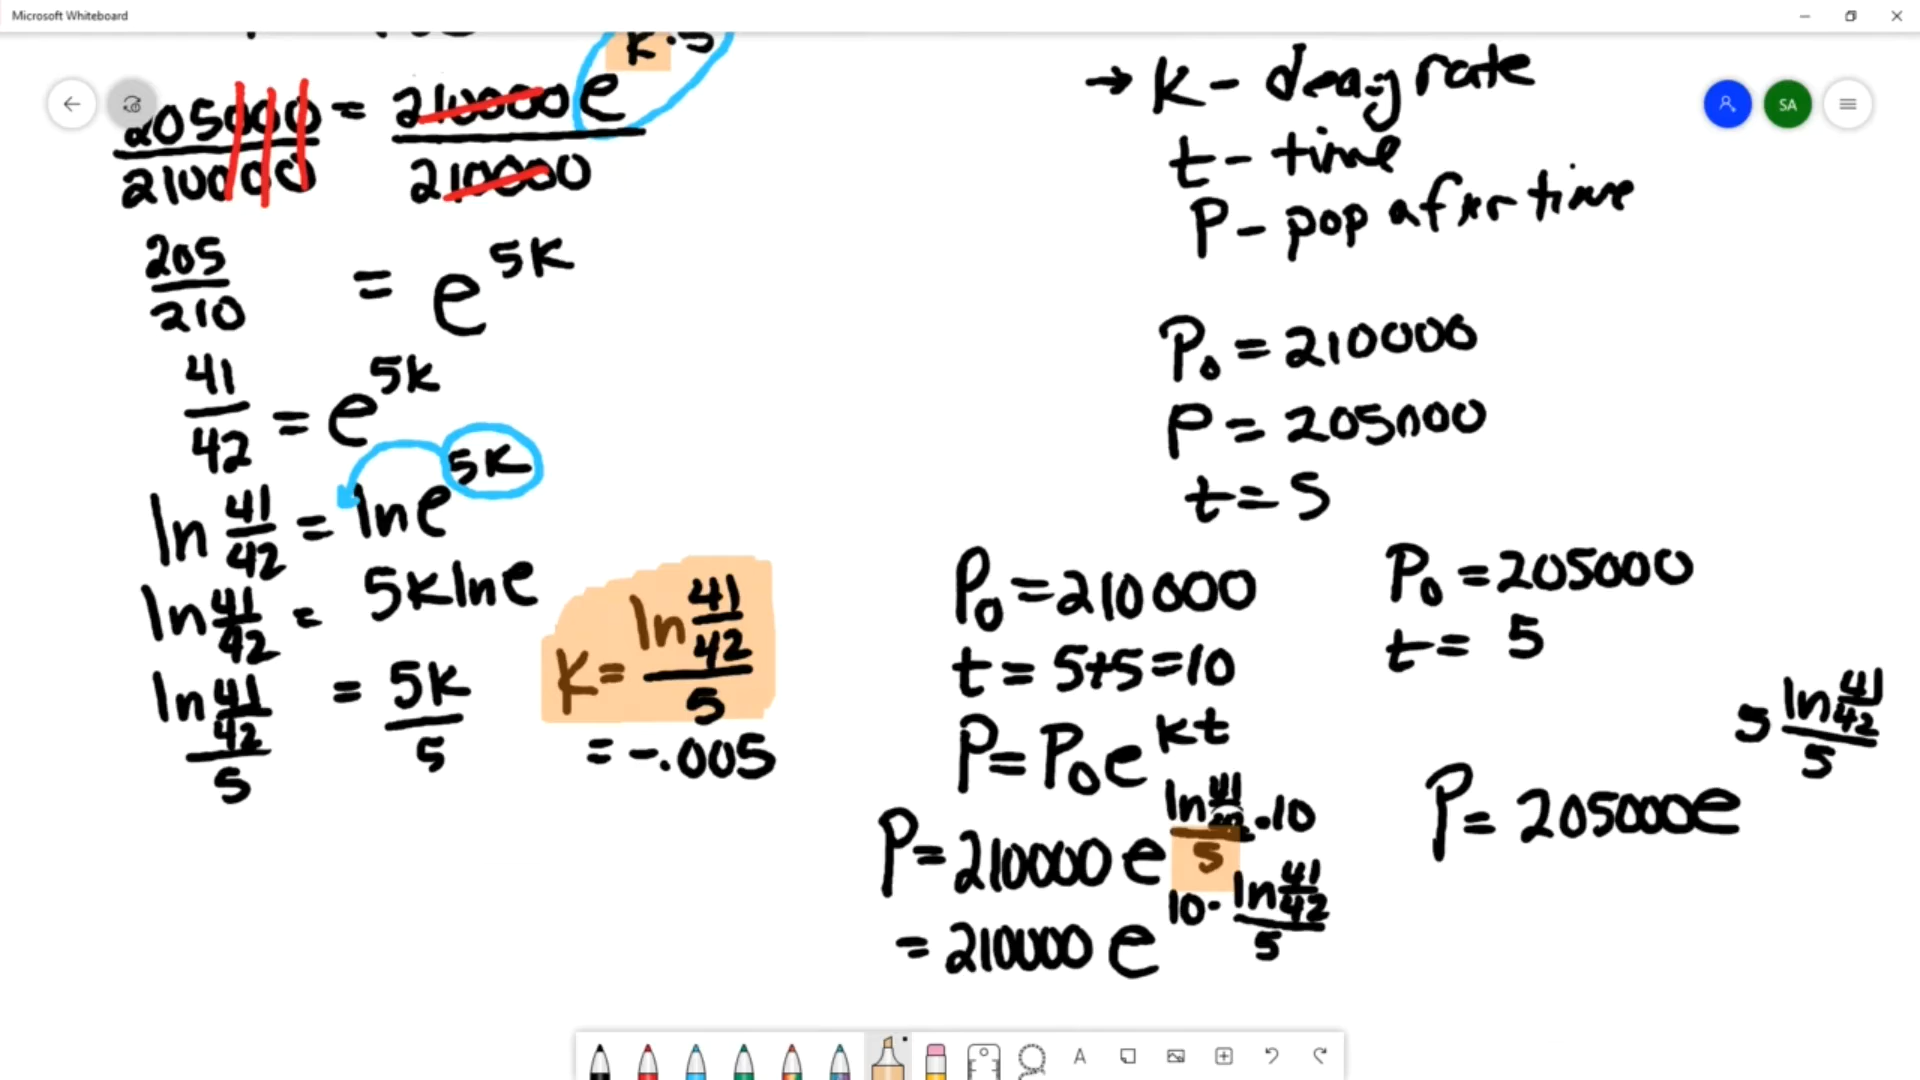 Microsoft Whiteboard
k·5
205000/210000 = 210000e/210000
205/210 = e^5K
41/42 = e^5K
ln 41/42 = ln e^5K
ln 41/42 = 5K ln e
ln 41/42 / 5 = 5K/5
K = ln 41/42 / 5
= -.005
→ K - decay rate
t - time
P - pop after time
P₀ = 210000
P = 205000
t = 5
P₀ = 210000
t = 5+5=10
P = P₀e^kt
P = 210000 e^ln 41/42 / 5 · 10
= 210000 e^10· ln 41/42 / 5
P₀ = 205000
t = 5
P = 205000e^5 ln 41/42 / 5
SA
A